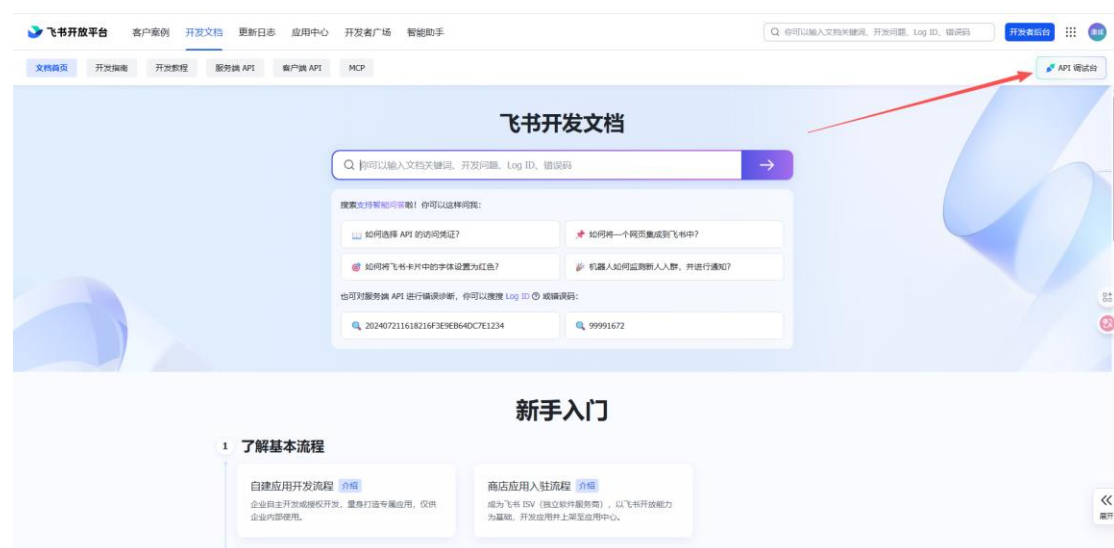 飞书开放平台 客户案例 开发文档 更新日志 应用中心 开发者广场 智能助手 你可以输入文档关键词、开发问题、Log ID、错误码 开发者后台
文档首页 开发指南 开发教程 服务端 API 客户端 API MCP API 调试台
飞书开发文档
你可以输入文档关键词、开发问题、Log ID、错误码
搜索支持智能问答啦！你可以这样问我：
如何选择 API 的访问凭证？ 如何将一个网页集成到飞书中？
如何将飞书卡片中的字体设置为红色？ 机器人如何监测新人入群，并进行通知？
也可对服务端 API 进行错误诊断，你可以搜搜 Log ID 或错误码：
202407211618216F3E9EB64DC7E1234 99991672
新手入门
1 了解基本流程
自建应用开发流程 介绍 商店应用入驻流程 介绍
企业自主开发或授权开发，量身打造专属应用，仅供 成为飞书 ISV（独立软件服务商），以飞书开放能力
企业内部使用。 为基础，开发应用并上架至应用中心。
展开